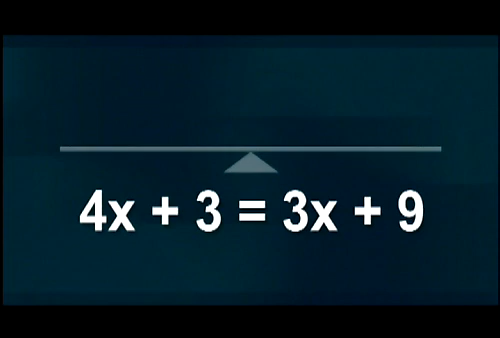 4x + 3 = 3x + 9